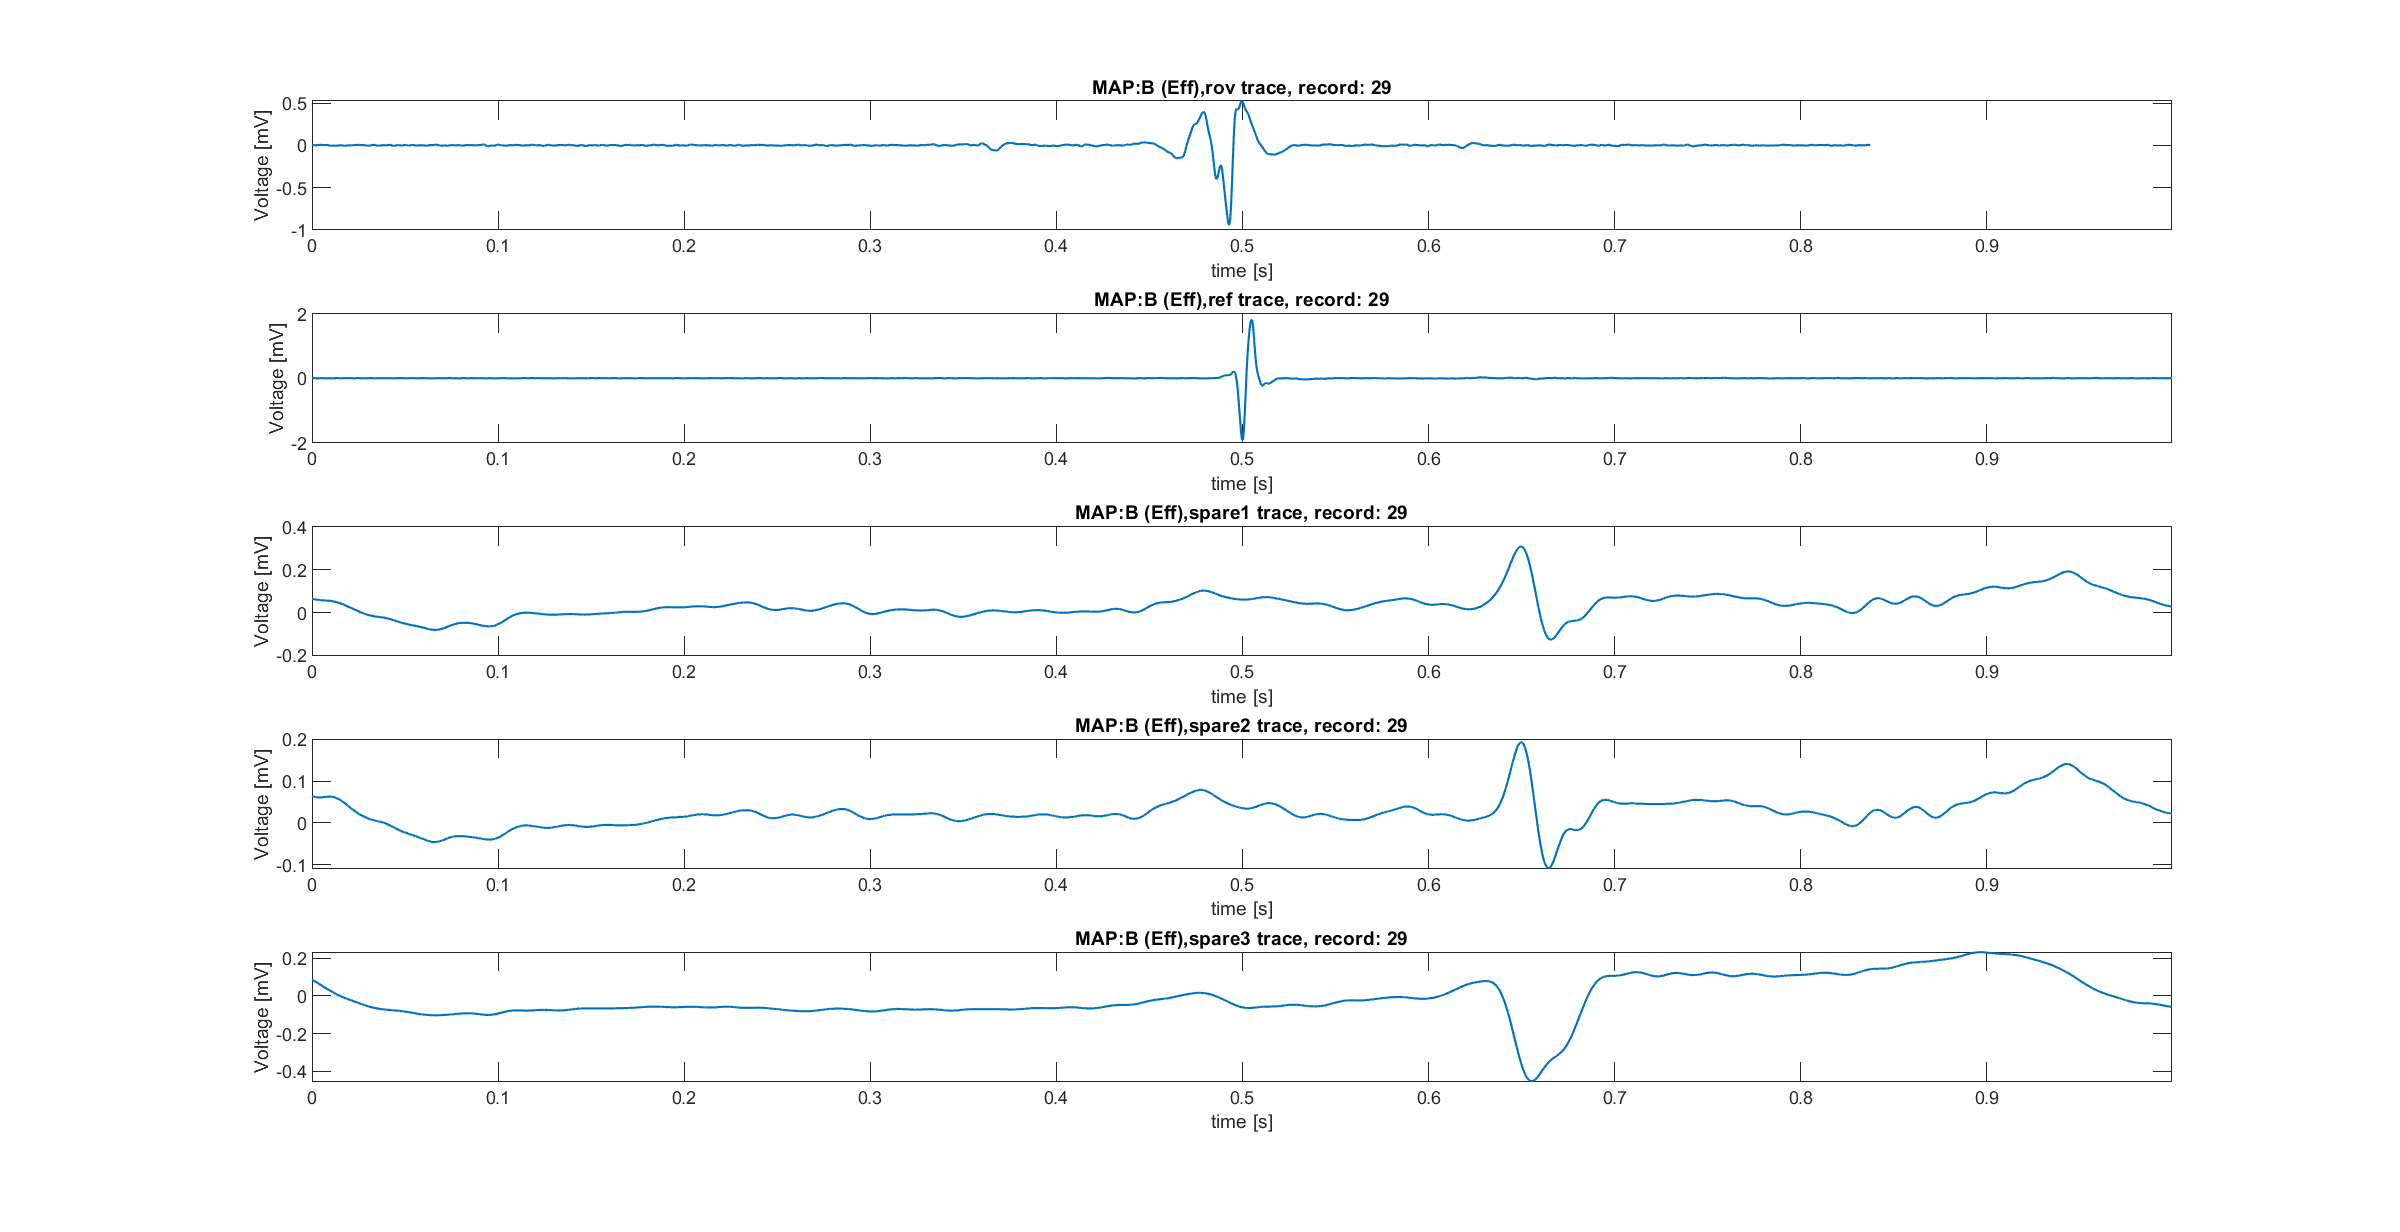 MAP:B (Eff),rov trace, record: 29
Voltage [mV]
0.5
0
-0.5
-1
0 0.1 0.2 0.3 0.4 0.5 0.6 0.7 0.8 0.9
time [s]
MAP:B (Eff),ref trace, record: 29
Voltage [mV]
2
0
-2
0 0.1 0.2 0.3 0.4 0.5 0.6 0.7 0.8 0.9
time [s]
MAP:B (Eff),spare1 trace, record: 29
Voltage [mV]
0.4
0.2
0
-0.2
0 0.1 0.2 0.3 0.4 0.5 0.6 0.7 0.8 0.9
time [s]
MAP:B (Eff),spare2 trace, record: 29
Voltage [mV]
0.2
0.1
0
-0.1
0 0.1 0.2 0.3 0.4 0.5 0.6 0.7 0.8 0.9
time [s]
MAP:B (Eff),spare3 trace, record: 29
Voltage [mV]
0.2
0
-0.2
-0.4
0 0.1 0.2 0.3 0.4 0.5 0.6 0.7 0.8 0.9
time [s]